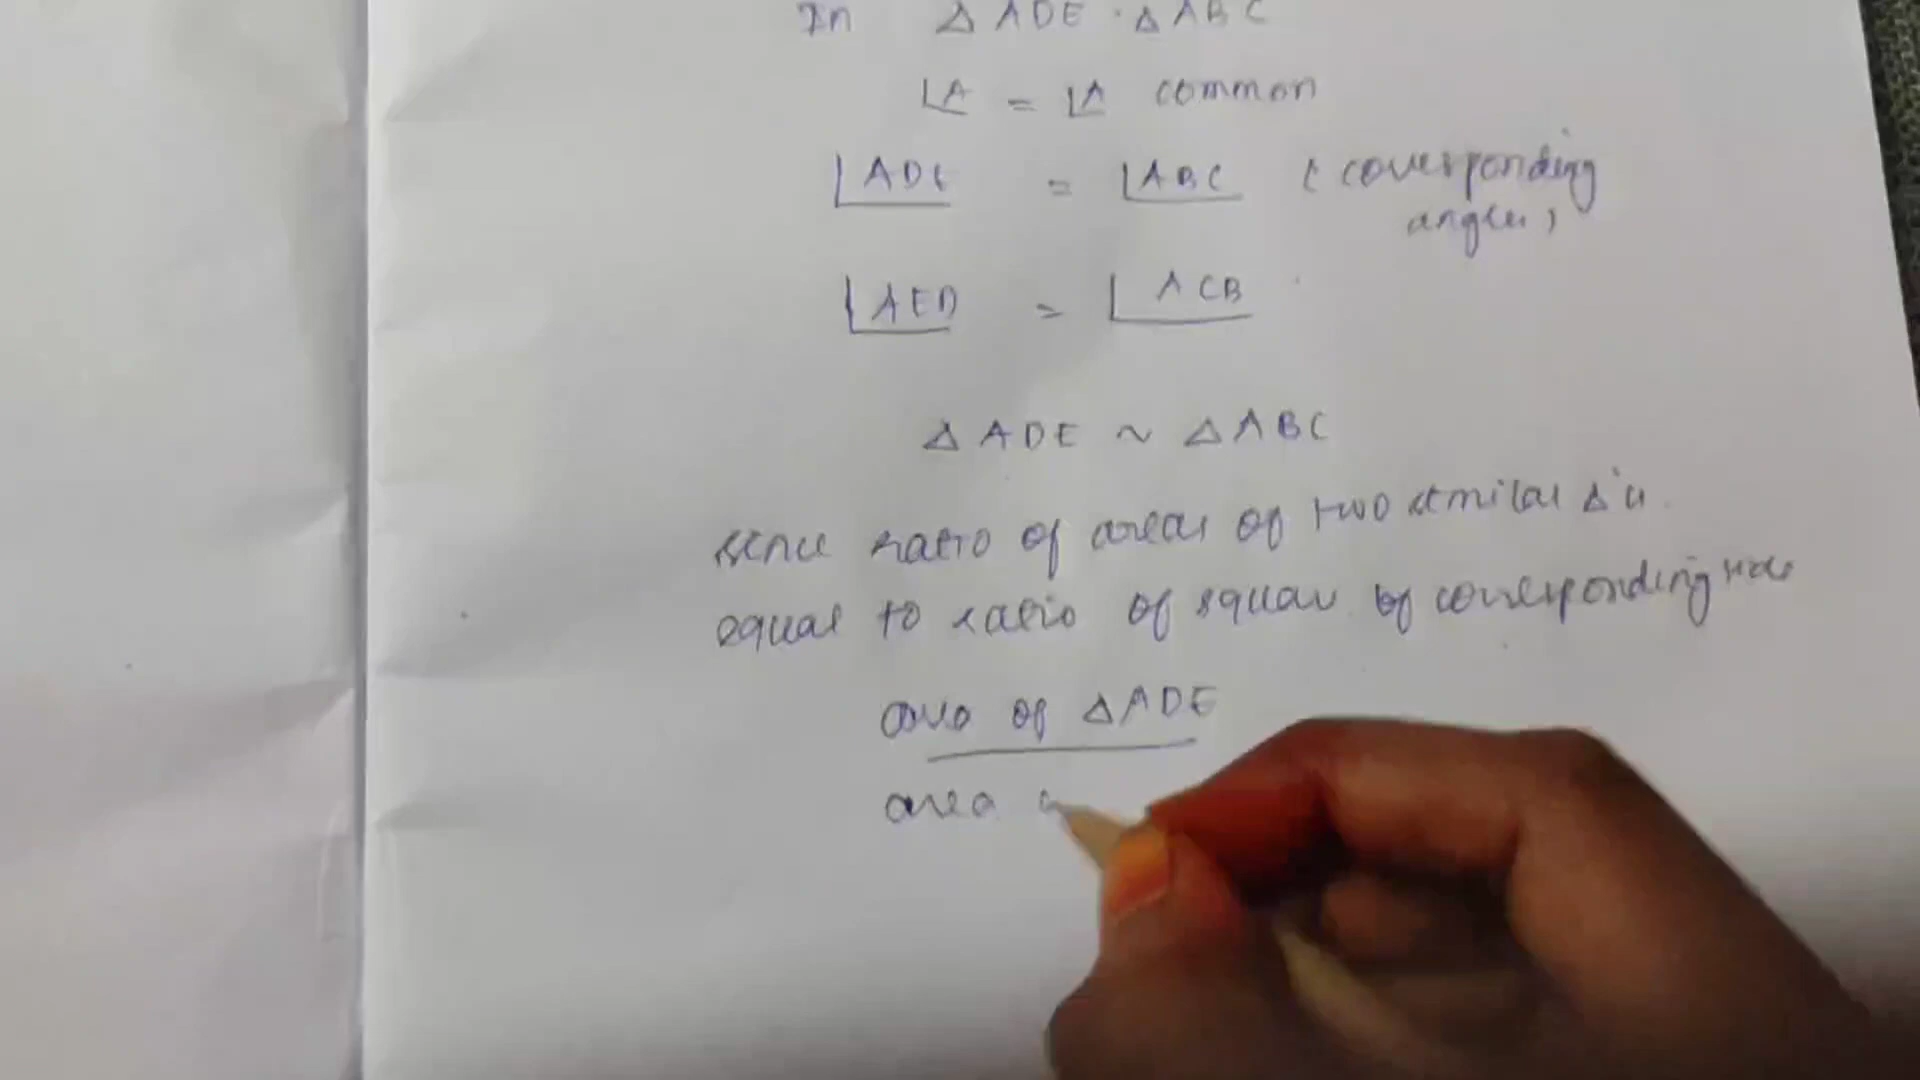 In △ ADE · △ ABC
∠A = ∠A common
∠ADE = ∠ABC (corresponding
angles)
∠AED = ∠ACB
△ ADE ~ △ ABC
since ratio of areas of two similar △'s
equal to ratio of square of corresponding
area of △ADE
area